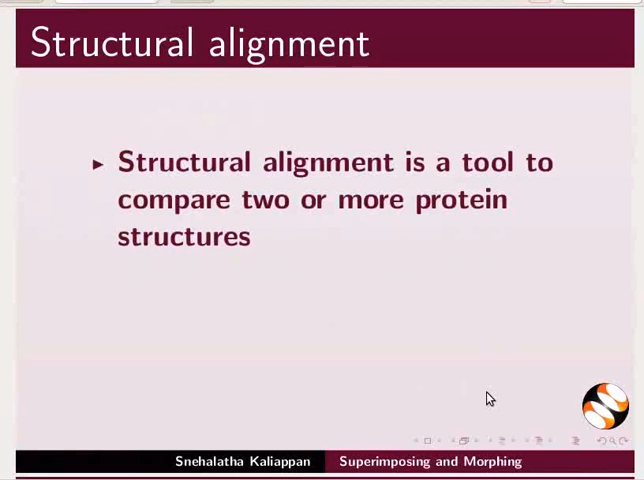 Structural alignment
Structural alignment is a tool to
compare two or more protein
structures
Snehalatha Kaliappan
Superimposing and Morphing